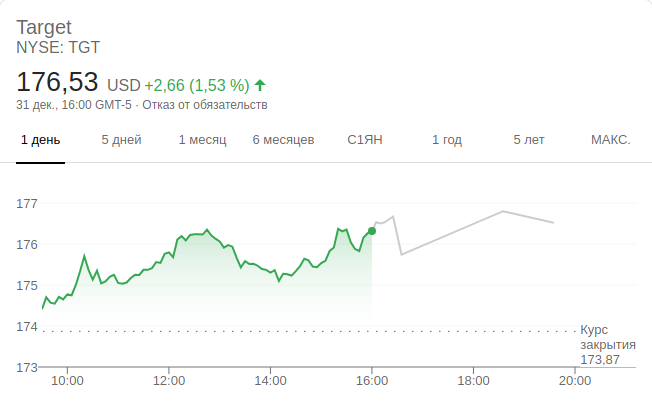 Target
NYSE: TGT
176,53 USD +2,66 (1,53 %)
31 дек., 16:00 GMT-5 · Отказ от обязательств
1 день 5 дней 1 месяц 6 месяцев С1ЯН 1 год 5 лет МАКС.
177
176
175
174
173
Курс
закрытия
173,87
10:00 12:00 14:00 16:00 18:00 20:00